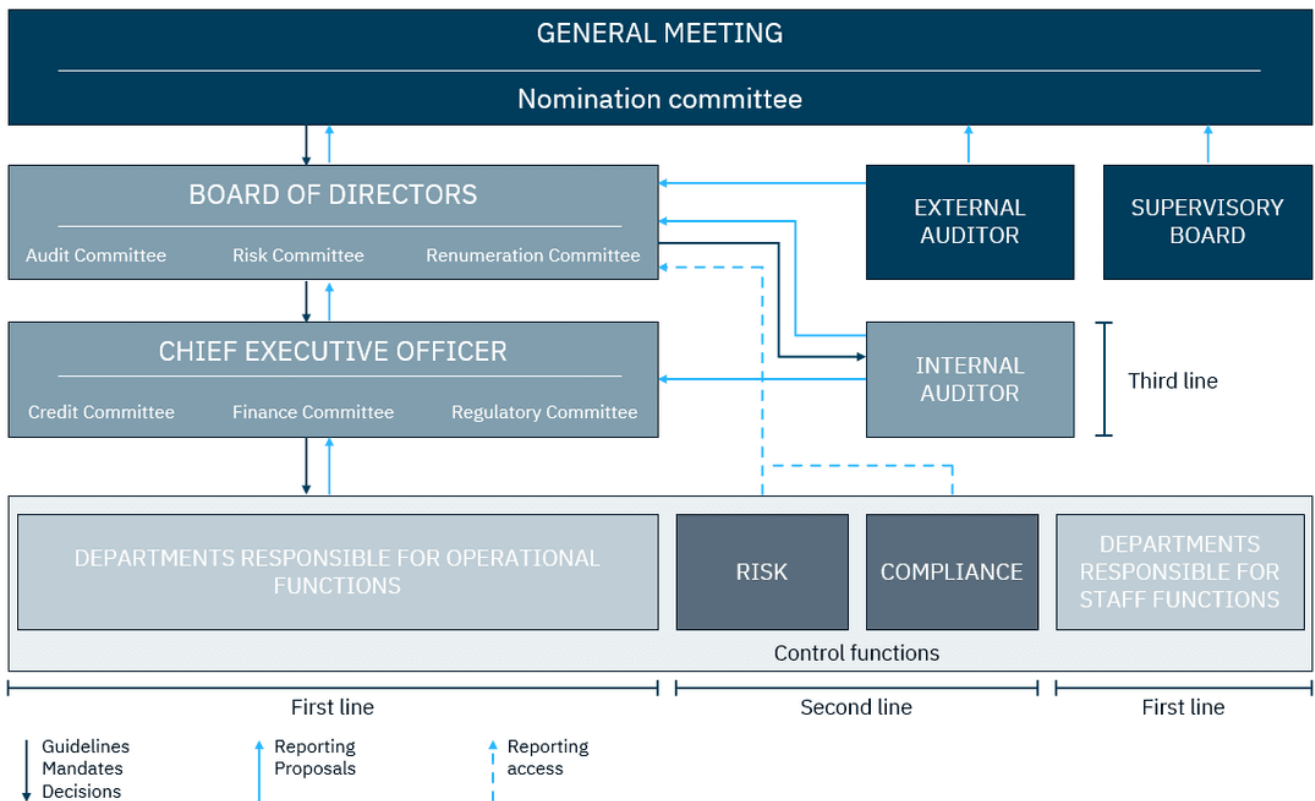 GENERAL MEETING
Nomination committee
BOARD OF DIRECTORS
Audit Committee
Risk Committee
Renumeration Committee
EXTERNAL
AUDITOR
SUPERVISORY
BOARD
CHIEF EXECUTIVE OFFICER
Credit Committee
Finance Committee
Regulatory Committee
INTERNAL
AUDITOR
Third line
DEPARTMENTS RESPONSIBLE FOR OPERATIONAL
FUNCTIONS
RISK
COMPLIANCE
DEPARTMENTS
RESPONSIBLE FOR
STAFF FUNCTIONS
Control functions
First line
Second line
First line
Guidelines
Mandates
Decisions
Reporting
Proposals
Reporting
access